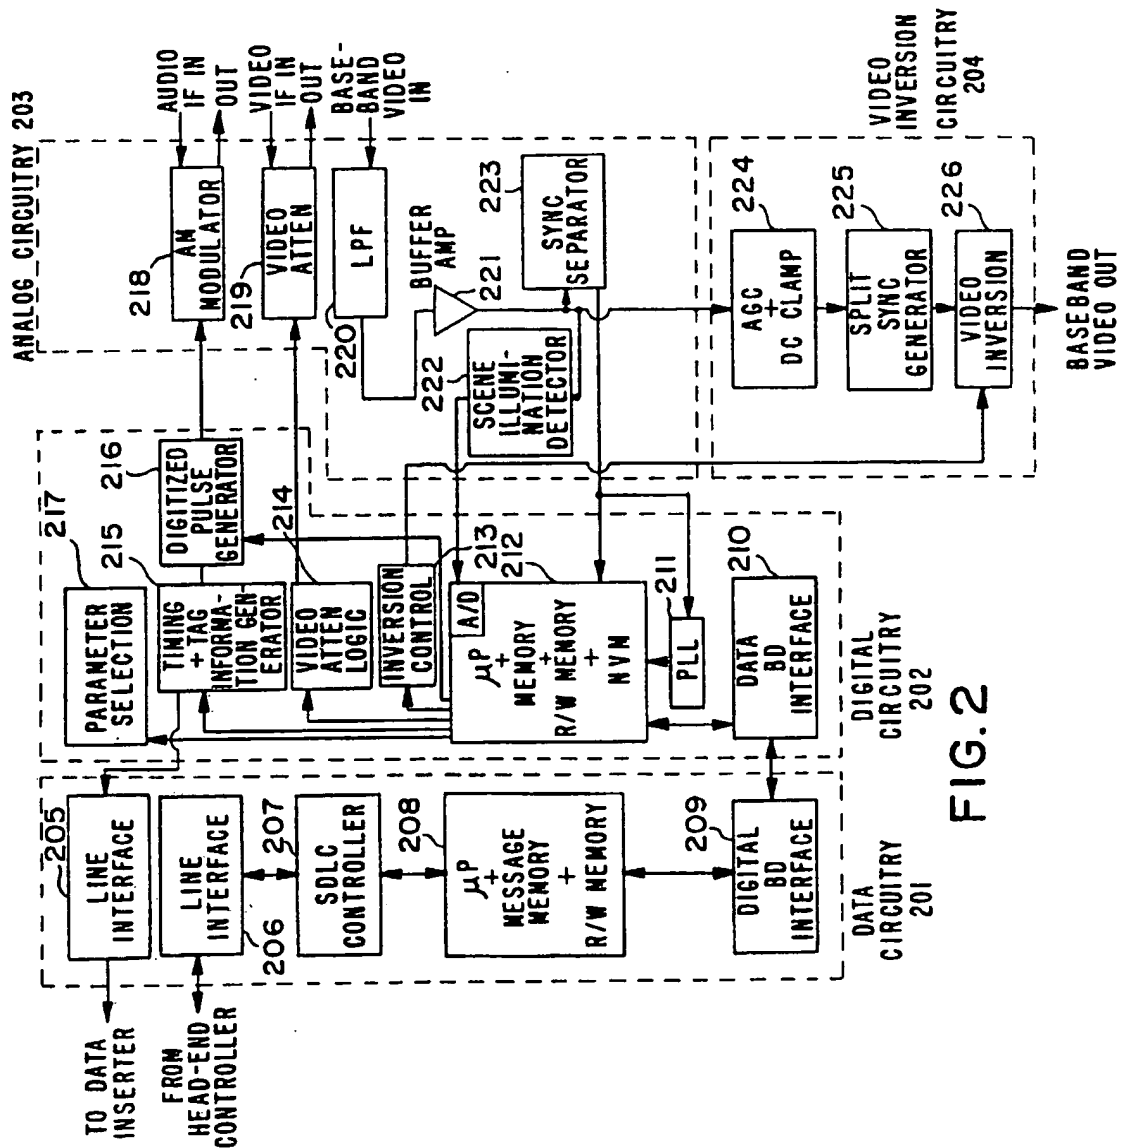 ANALOG CIRCUITRY 203
AUDIO
IF IN
OUT
VIDEO
IF IN
OUT
BASE-
BAND
VIDEO
IN
218
AM
MODULATOR
219
VIDEO
ATTEN
220
LPF
BUFFER
AMP
221
222
SCENE
ILLUMI-
NATION
DETECTOR
223
SYNC
SEPARATOR
VIDEO
INVERSION
CIRCUITRY
204
224
AGC
+
DC CLAMP
225
SPLIT
SYNC
GENERATOR
226
VIDEO
INVERSION
BASEBAND
VIDEO OUT
217
PARAMETER
SELECTION
215
TIMING
+ TAG
INFORMA-
TION GEN-
ERATOR
216
DIGITIZED
PULSE
GENERATOR
214
VIDEO
ATTEN
LOGIC
213
INVERSION
CONTROL
212
A/D
μP
+
MEMORY
+
R/W MEMORY
+
NVM
211
PLL
210
DATA
BD
INTERFACE
DIGITAL
CIRCUITRY
202
205
LINE
INTERFACE
206
LINE
INTERFACE
207
SDLC
CONTROLLER
208
μP
+
MESSAGE
MEMORY
+
R/W MEMORY
209
DIGITAL
BD
INTERFACE
DATA
CIRCUITRY
201
TO DATA
INSERTER
FROM
HEAD-END
CONTROLLER
FIG. 2